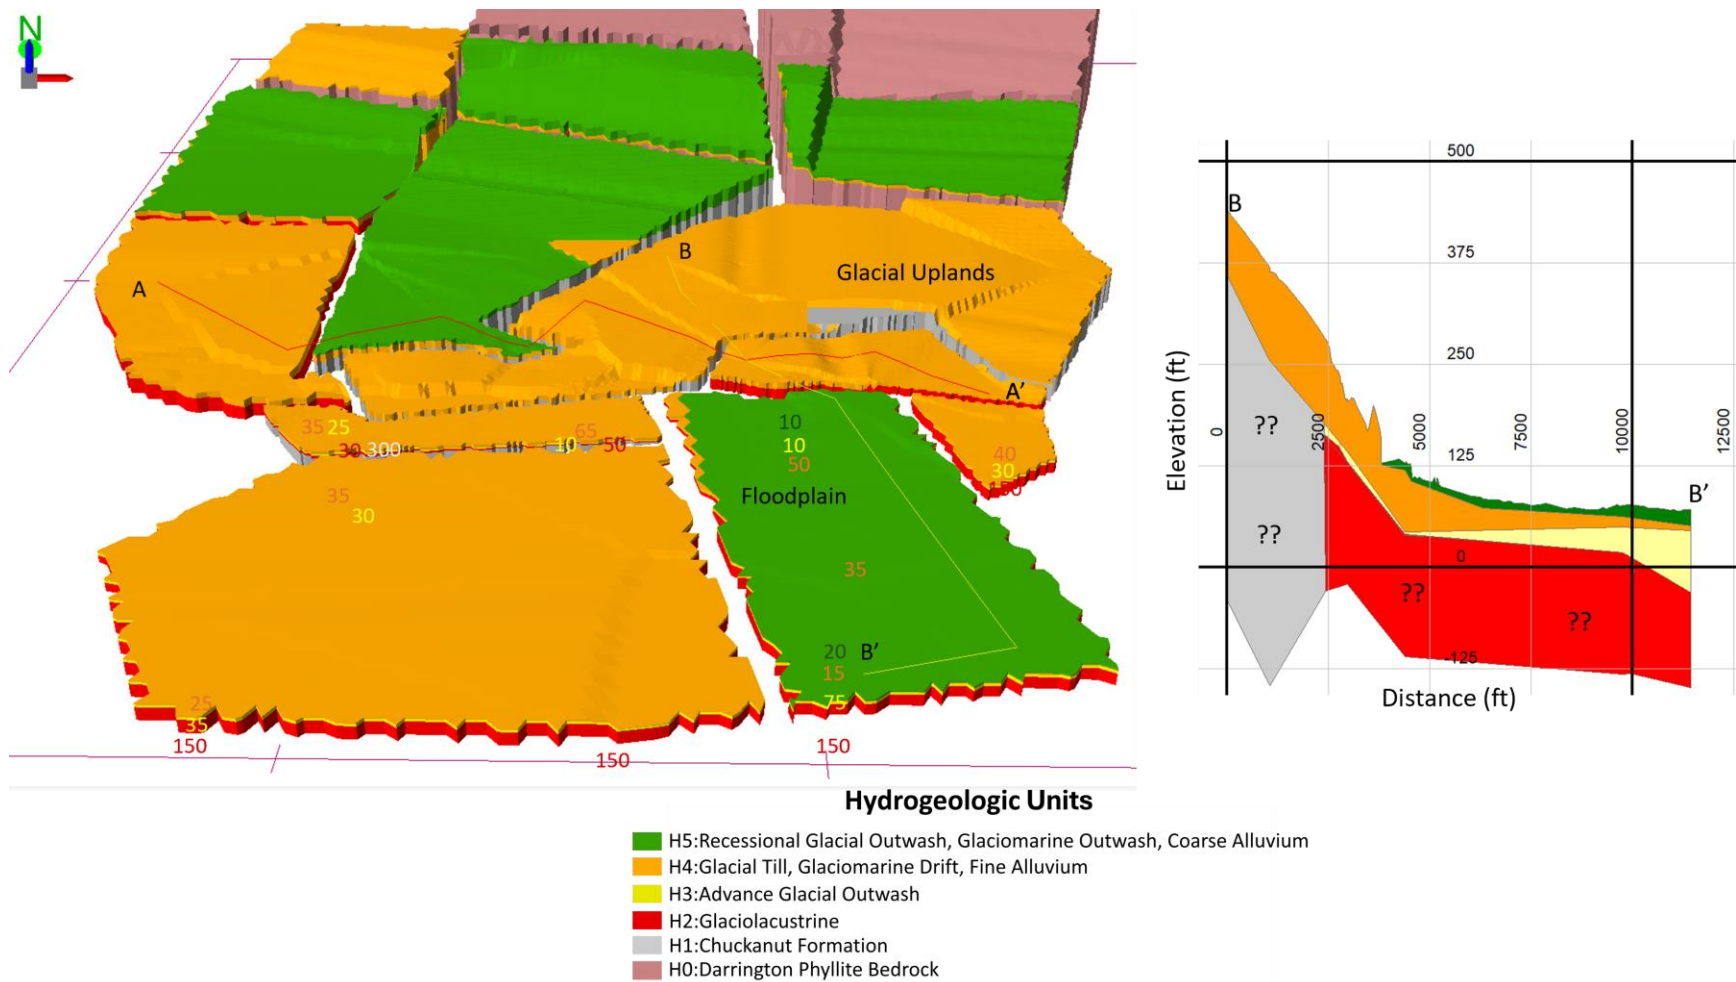 N
A
B
Glacial Uplands
A’
35 25
30 300
65
10 50
10
10
50
40
30
150
Floodplain
35
30
35
20 B’
15
75
25
35
150
150
150
500
B
375
250
125
0
-125
0
2500
5000
7500
10000
12500
??
??
??
??
B’
Elevation (ft)
Distance (ft)
Hydrogeologic Units
H5:Recessional Glacial Outwash, Glaciomarine Outwash, Coarse Alluvium
H4:Glacial Till, Glaciomarine Drift, Fine Alluvium
H3:Advance Glacial Outwash
H2:Glaciolacustrine
H1:Chuckanut Formation
H0:Darrington Phyllite Bedrock